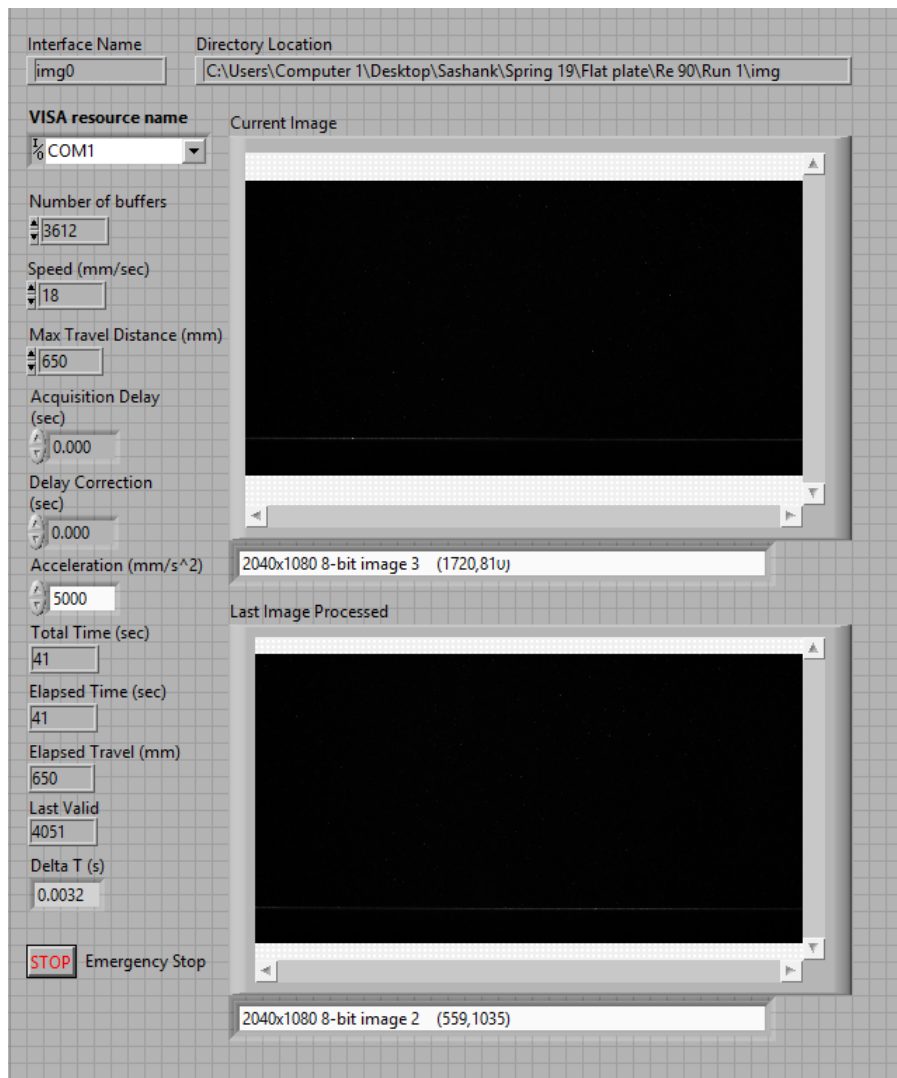 Interface Name
img0
Directory Location
C:\Users\Computer 1\Desktop\Sashank\Spring 19\Flat plate\Re 90\Run 1\img
VISA resource name
COM1
Number of buffers
3612
Speed (mm/sec)
18
Max Travel Distance (mm)
650
Acquisition Delay
(sec)
0.000
Delay Correction
(sec)
0.000
Acceleration (mm/s^2)
5000
Total Time (sec)
41
Elapsed Time (sec)
41
Elapsed Travel (mm)
650
Last Valid
4051
Delta T (s)
0.0032
STOP Emergency Stop
Current Image
2040x1080 8-bit image 3 (1720,810)
Last Image Processed
2040x1080 8-bit image 2 (559,1035)